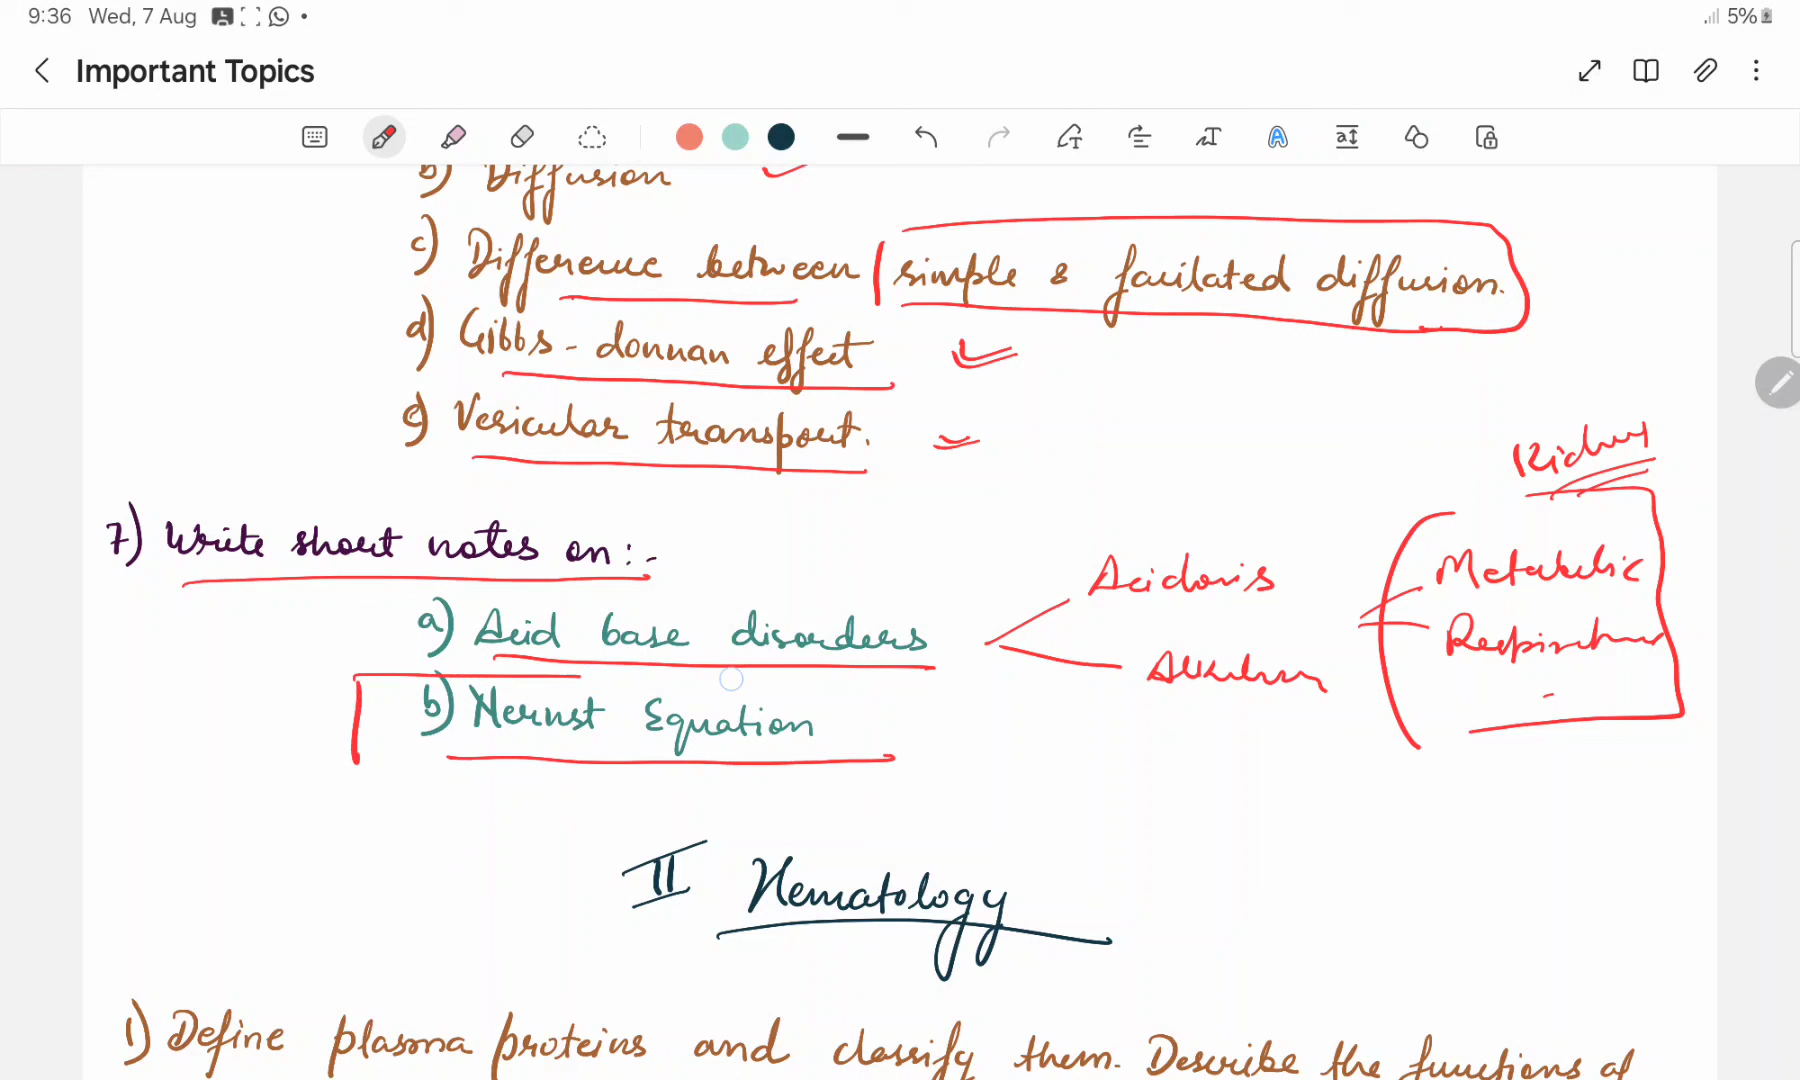 9:36 Wed, 7 Aug
5%
Important Topics
b) Diffusion
c) Difference between simple & facilated diffusion.
d) Gibbs - donnan effect
e) Vesicular transport.
Kidney
7) Write short notes on :-
Acidosis
Metabolic
a) Acid base disorders
Respirator
Alkalosis
b) Nernst Equation
II Hematology
1) Define plasma proteins and classify them. Describe the functions of